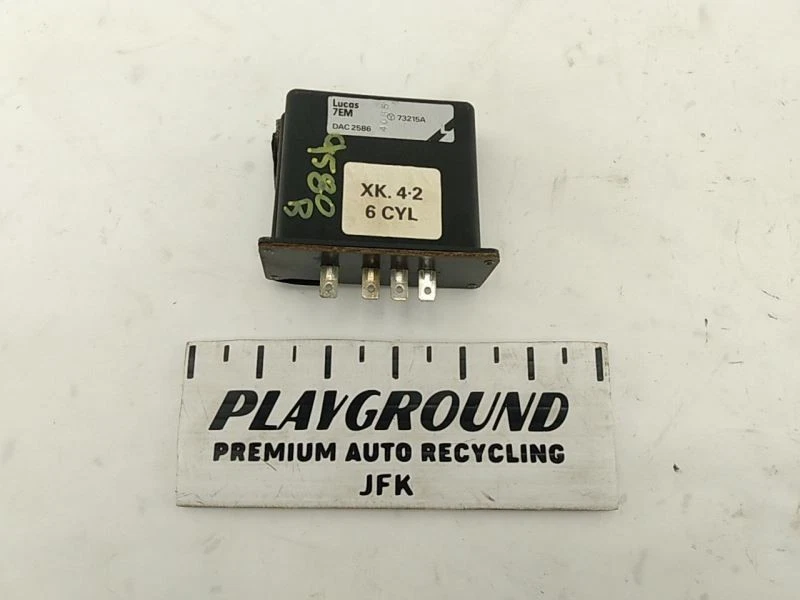 Lucas
7EM
73215A
DAC 2586
XK. 4·2
6 CYL
PLAYGROUND
PREMIUM AUTO RECYCLING
JFK